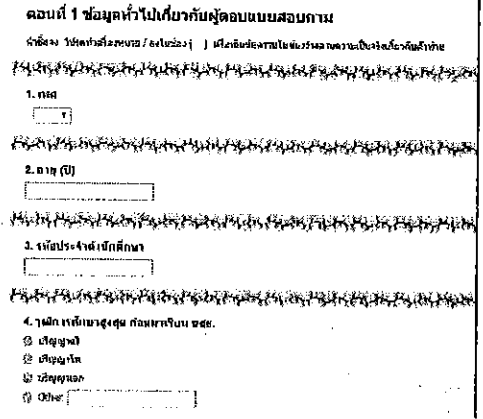 ตอนที่ 1 ข้อมูลทั่วไปเกี่ยวกับผู้ตอบแบบสอบถาม
1. เพศ
2. อายุ (ปี)
3. รหัสประจำตัวนักศึกษา
4. วุฒิการศึกษาสูงสุด ก่อนมาเรียน
ปริญญาตรี
ปริญญาโท
ปริญญาเอก
Other: